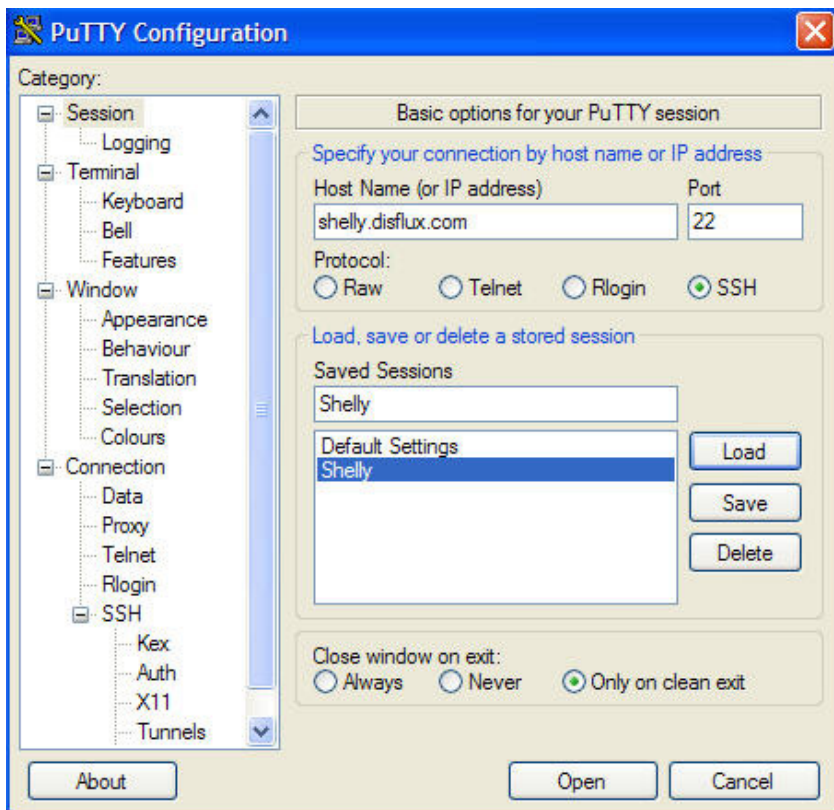 PuTTY Configuration
Category:
Session
Logging
Terminal
Keyboard
Bell
Features
Window
Appearance
Behaviour
Translation
Selection
Colours
Connection
Data
Proxy
Telnet
Rlogin
SSH
Kex
Auth
X11
Tunnels
Basic options for your PuTTY session
Specify your connection by host name or IP address
Host Name (or IP address) Port
shelly.disflux.com 22
Protocol:
Raw Telnet Rlogin SSH
Load, save or delete a stored session
Saved Sessions
Shelly
Default Settings
Shelly
Load
Save
Delete
Close window on exit:
Always Never Only on clean exit
About Open Cancel